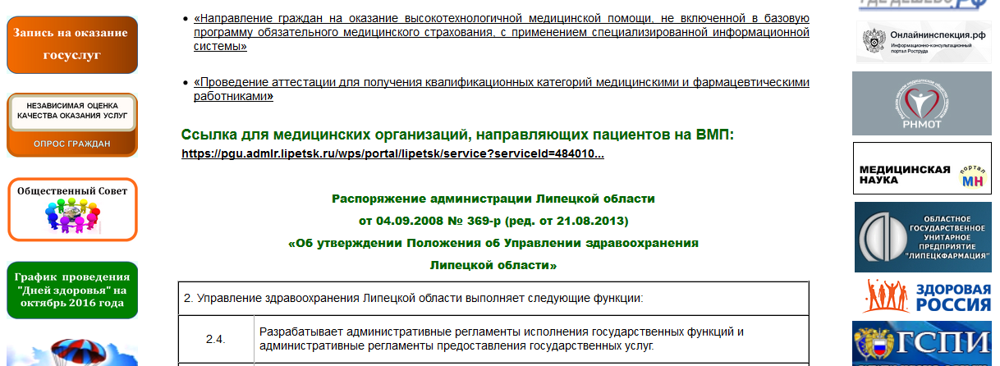 Запись на оказание
госуслуг
НЕЗАВИСИМАЯ ОЦЕНКА
КАЧЕСТВА ОКАЗАНИЯ УСЛУГ
ОПРОС ГРАЖДАН
Общественный Совет
График проведения
"Дней здоровья" на
октябрь 2016 года
• «Направление граждан на оказание высокотехнологичной медицинской помощи, не включенной в базовую
программу обязательного медицинского страхования, с применением специализированной информационной
системы»
• «Проведение аттестации для получения квалификационных категорий медицинскими и фармацевтическими
работниками»
Ссылка для медицинских организаций, направляющих пациентов на ВМП:
https://pgu.admlr.lipetsk.ru/wps/portal/lipetsk/service?serviceId=484010...
Распоряжение администрации Липецкой области
от 04.09.2008 № 369-р (ред. от 21.08.2013)
«Об утверждении Положения об Управлении здравоохранения
Липецкой области»
2. Управление здравоохранения Липецкой области выполняет следующие функции:
2.4.
Разрабатывает административные регламенты исполнения государственных функций и
административные регламенты предоставления государственных услуг.
ГДЕ ДЕШЕВО.РФ
Онлайнинспекция.рф
Информационно-консультационный
портал Роструда
РНМОТ
МЕДИЦИНСКАЯ
НАУКА
портал
МН
ОБЛАСТНОЕ
ГОСУДАРСТВЕННОЕ
УНИТАРНОЕ
ПРЕДПРИЯТИЕ
"ЛИПЕЦКФАРМАЦИЯ"
ЗДОРОВАЯ
РОССИЯ
ГСПИ